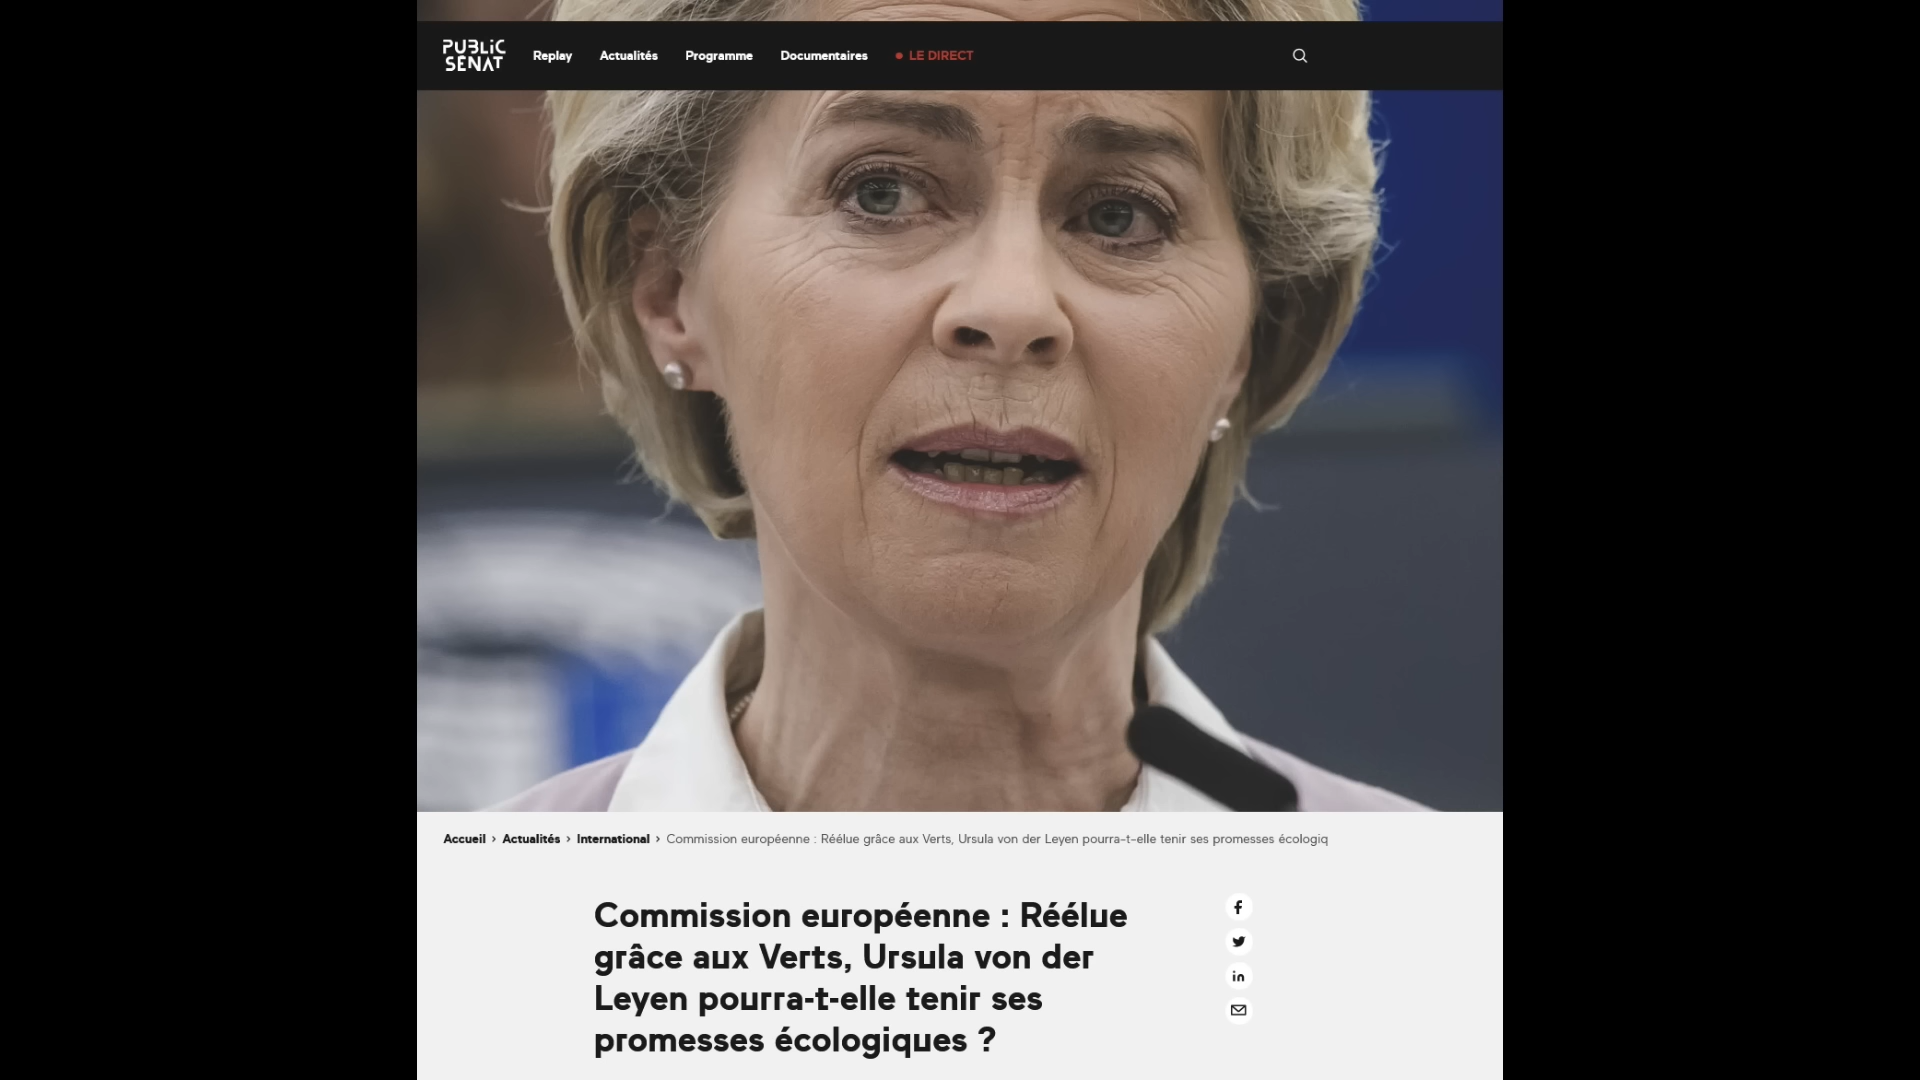 PUBLiC
SÉNAT
Replay
Actualités
Programme
Documentaires
LE DIRECT
Accueil › Actualités › International › Commission européenne : Réélue grâce aux Verts, Ursula von der Leyen pourra-t-elle tenir ses promesses écologiq
Commission européenne : Réélue
grâce aux Verts, Ursula von der
Leyen pourra-t-elle tenir ses
promesses écologiques ?